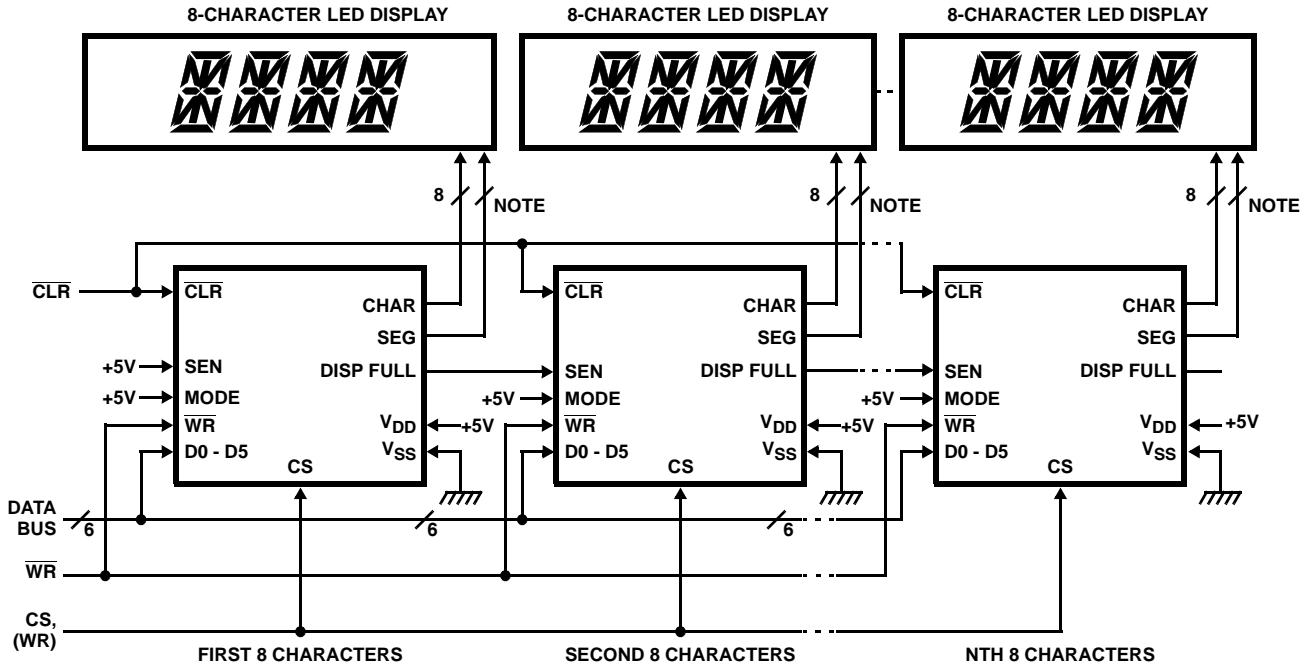 8-CHARACTER LED DISPLAY
8-CHARACTER LED DISPLAY
8-CHARACTER LED DISPLAY
8
NOTE
8
NOTE
8
NOTE
CLR
CLR
CHAR
SEG
SEN
+5V
DISP FULL
MODE
+5V
WR
VDD
+5V
D0 - D5
VSS
CS
CLR
CHAR
SEG
SEN
DISP FULL
MODE
+5V
WR
VDD
+5V
D0 - D5
VSS
CS
CLR
CHAR
SEG
SEN
DISP FULL
MODE
+5V
WR
VDD
+5V
D0 - D5
VSS
CS
DATA
BUS
6
6
6
WR
CS,
(WR)
FIRST 8 CHARACTERS
SECOND 8 CHARACTERS
NTH 8 CHARACTERS